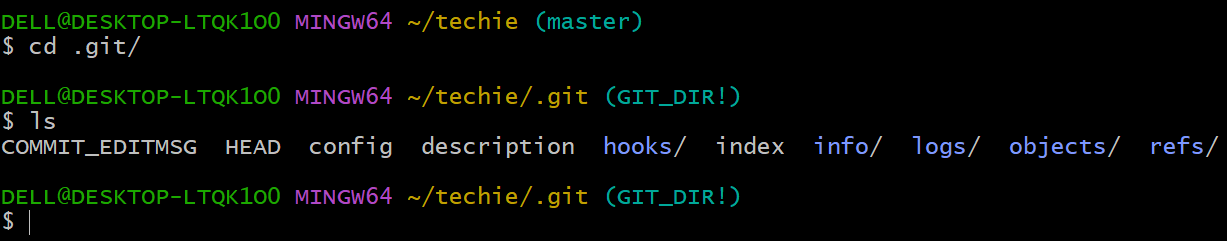 DELL@DESKTOP-LTQK1O0 MINGW64 ~/techie (master)
$ cd .git/
DELL@DESKTOP-LTQK1O0 MINGW64 ~/techie/.git (GIT_DIR!)
$ ls
COMMIT_EDITMSG  HEAD  config  description  hooks/  index  info/  logs/  objects/  refs/
DELL@DESKTOP-LTQK1O0 MINGW64 ~/techie/.git (GIT_DIR!)
$